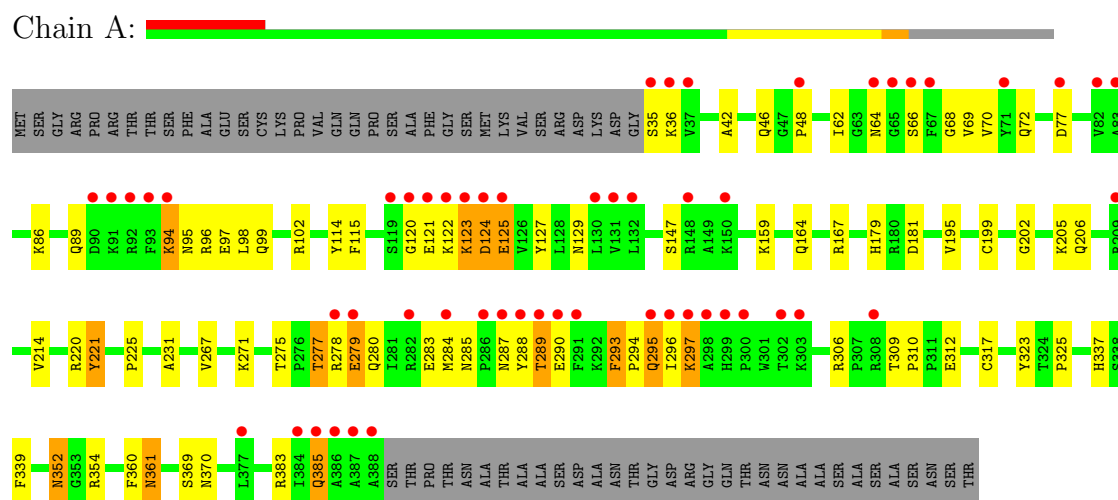 Chain A:
MET SER GLY ARG PRO ARG THR THR SER PHE ALA GLU SER CYS LYS PRO VAL GLN GLN PRO SER ALA PHE GLY SER MET LYS VAL SER ARG ASP LYS ASP GLY S35 K36 V37 A42 Q46 G47 P48 I62 G63 N64 G65 S66 F67 G68 V69 V70 Y71 Q72 D77 V82 A83
K86 Q89 D90 K91 R92 F93 K94 N95 R96 E97 L98 Q99 R102 Y114 F115 S119 G120 E121 K122 K123 D124 E125 V126 Y127 L128 N129 L130 V131 L132 S147 R148 A149 K150 K159 Q164 R167 H179 R180 D181 V195 C199 G202 K205 Q206 R209
V214 R220 Y221 P225 A231 V267 K271 T275 P276 T277 R278 E279 Q280 I281 R282 E283 M284 N285 P286 N287 Y288 T289 E290 F291 K292 F293 P294 Q295 I296 K297 A298 H299 P300 W301 T302 K303 R306 P307 R308 T309 P310 P311 E312 C317 Y323 T324 P325 H337 S338
F339 N352 G353 R354 F360 N361 S369 N370 L377 R383 I384 Q385 A386 A387 A388 SER THR PRO THR ASN ALA THR ALA ALA SER ASP ARG ASN THR GLY ASP ARG GLY GLN THR ASN ASN ALA ALA SER ALA SER ALA SER ASN SER THR